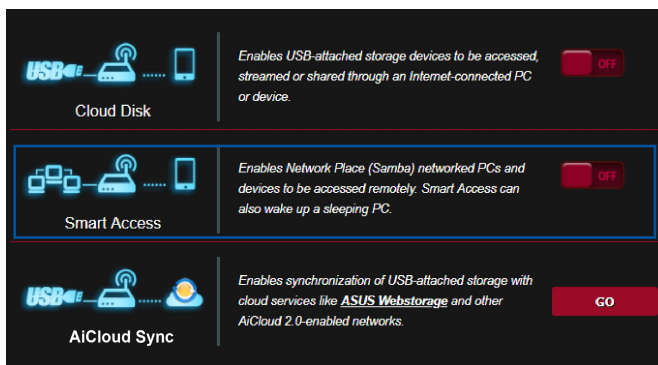 USB
Cloud Disk
Enables USB-attached storage devices to be accessed,
streamed or shared through an Internet-connected PC
or device.
OFF
Smart Access
Enables Network Place (Samba) networked PCs and
devices to be accessed remotely. Smart Access can
also wake up a sleeping PC.
OFF
USB
AiCloud Sync
Enables synchronization of USB-attached storage with
cloud services like ASUS Webstorage and other
AiCloud 2.0-enabled networks.
GO